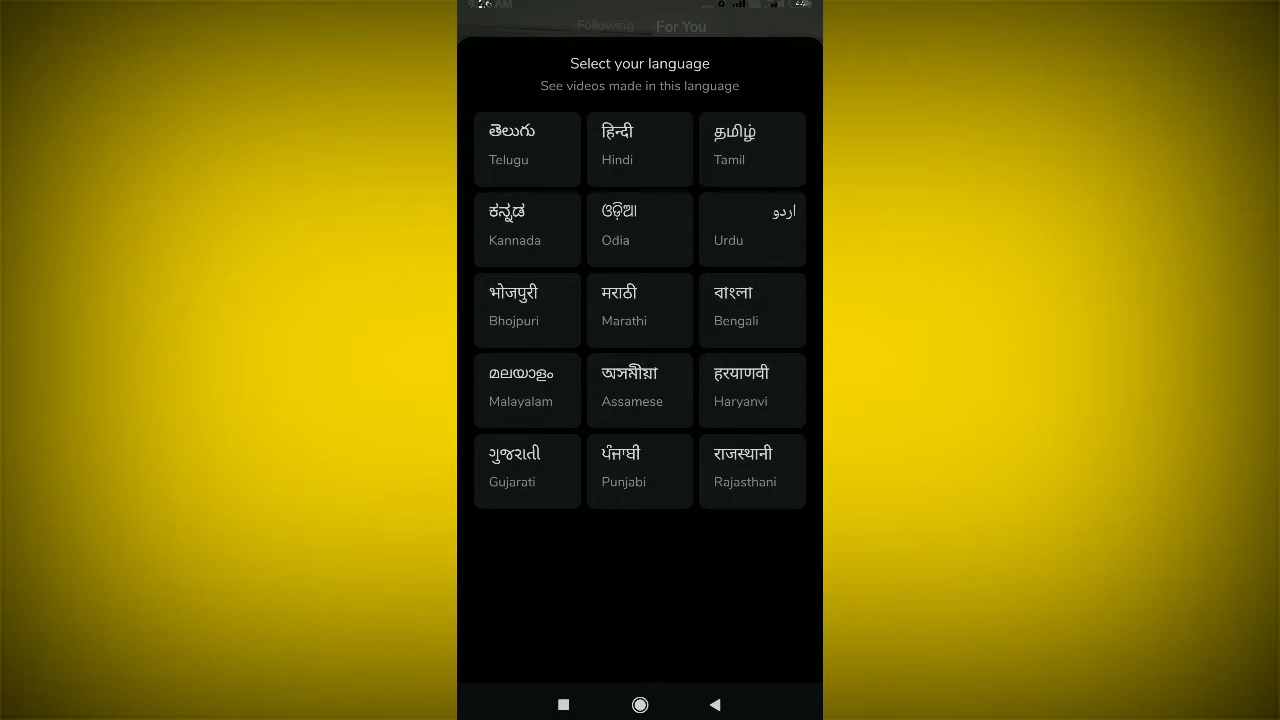 Following For You
Select your language
See videos made in this language
తెలుగు
Telugu
हिन्दी
Hindi
தமிழ்
Tamil
ಕನ್ನಡ
Kannada
ଓଡ଼ିଆ
Odia
اردو
Urdu
भोजपुरी
Bhojpuri
मराठी
Marathi
বাংলা
Bengali
മലയാളം
Malayalam
অসমীয়া
Assamese
हरयाणवी
Haryanvi
ગુજરાતી
Gujarati
ਪੰਜਾਬੀ
Punjabi
राजस्थानी
Rajasthani